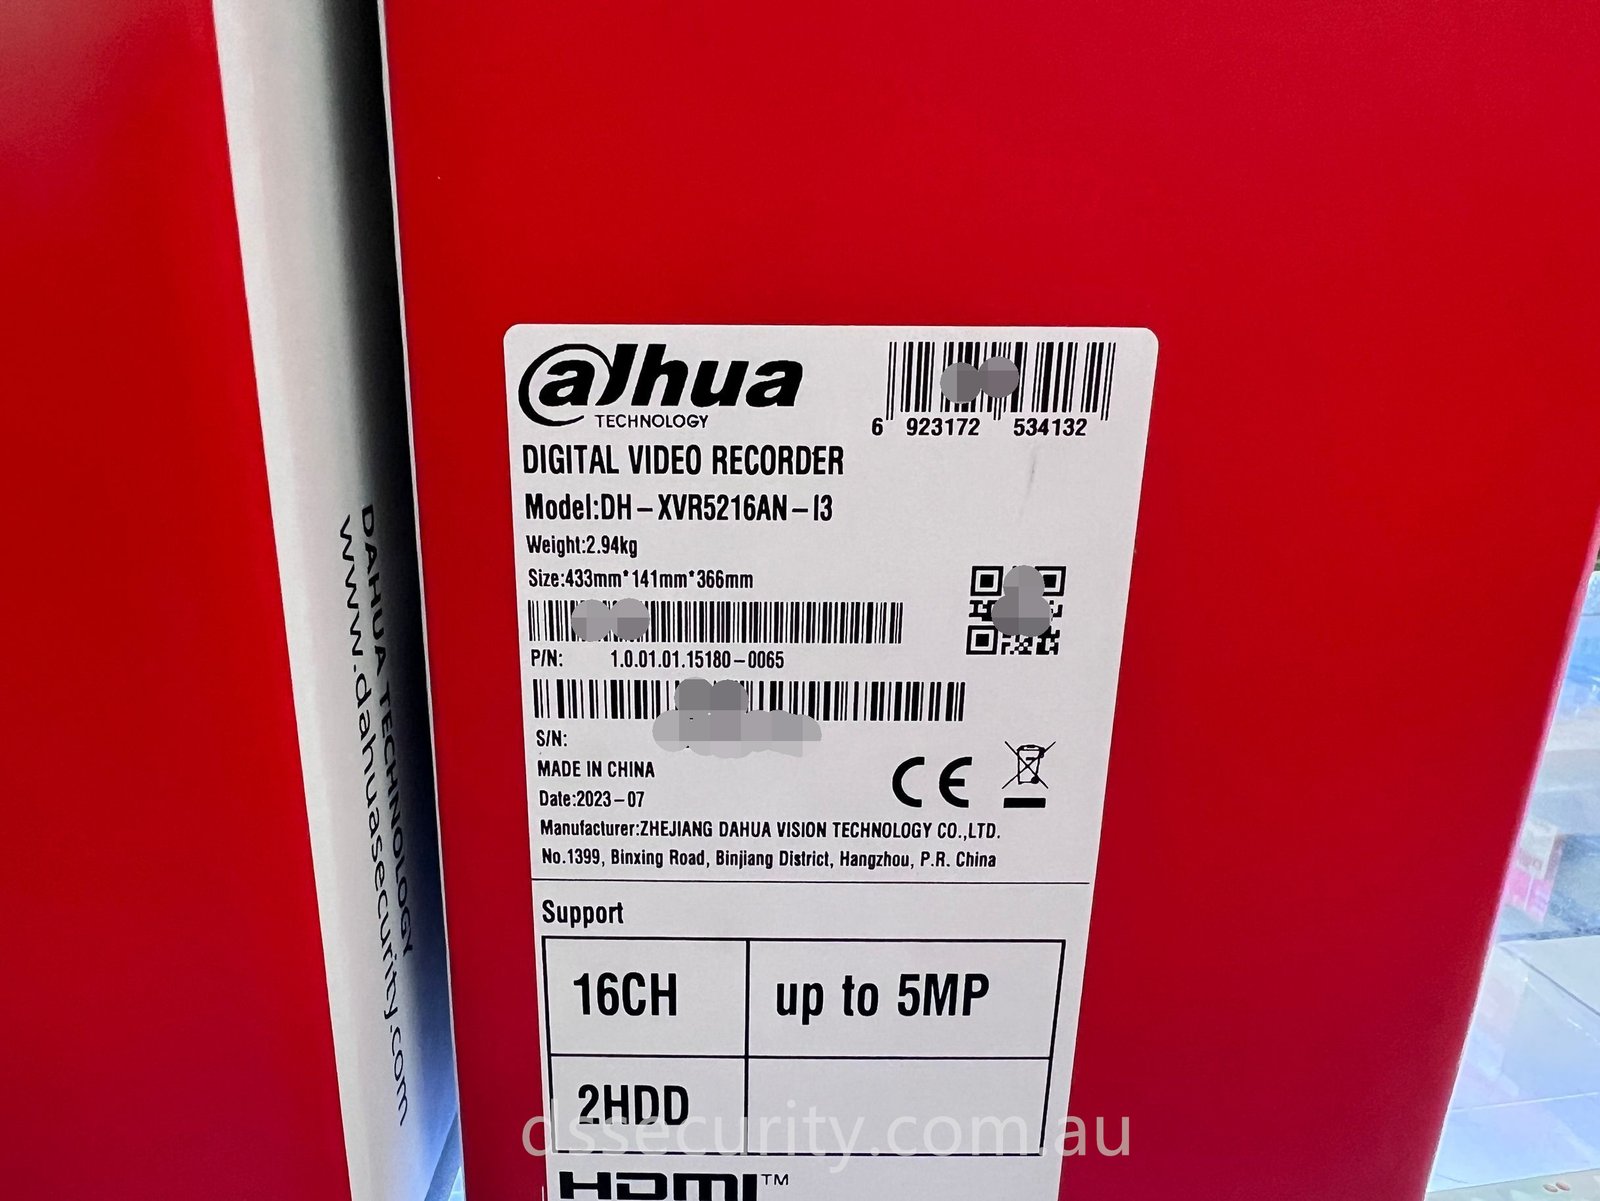 DAHUA TECHNOLOGY
www.dahuasecurity.com
alhua
TECHNOLOGY
6 923172 534132
DIGITAL VIDEO RECORDER
Model:DH-XVR5216AN-I3
Weight:2.94kg
Size:433mm*141mm*366mm
P/N: 1.0.01.01.15180-0065
S/N:
MADE IN CHINA
Date:2023-07
CE
Manufacturer:ZHEJIANG DAHUA VISION TECHNOLOGY CO.,LTD.
No.1399, Binxing Road, Binjiang District, Hangzhou, P.R. China
Support
16CH up to 5MP
2HDD
dssecurity.com.au
HDMI™